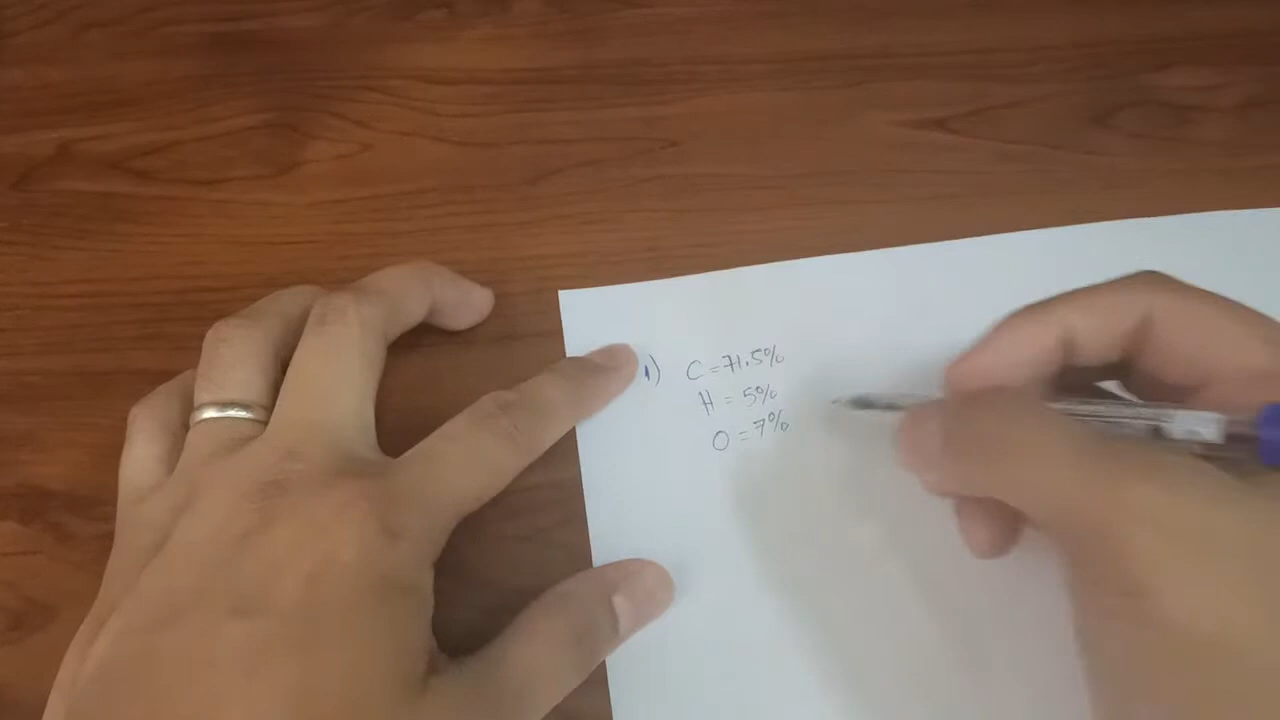 1) C = 71.5%
H = 5%
O = 7%